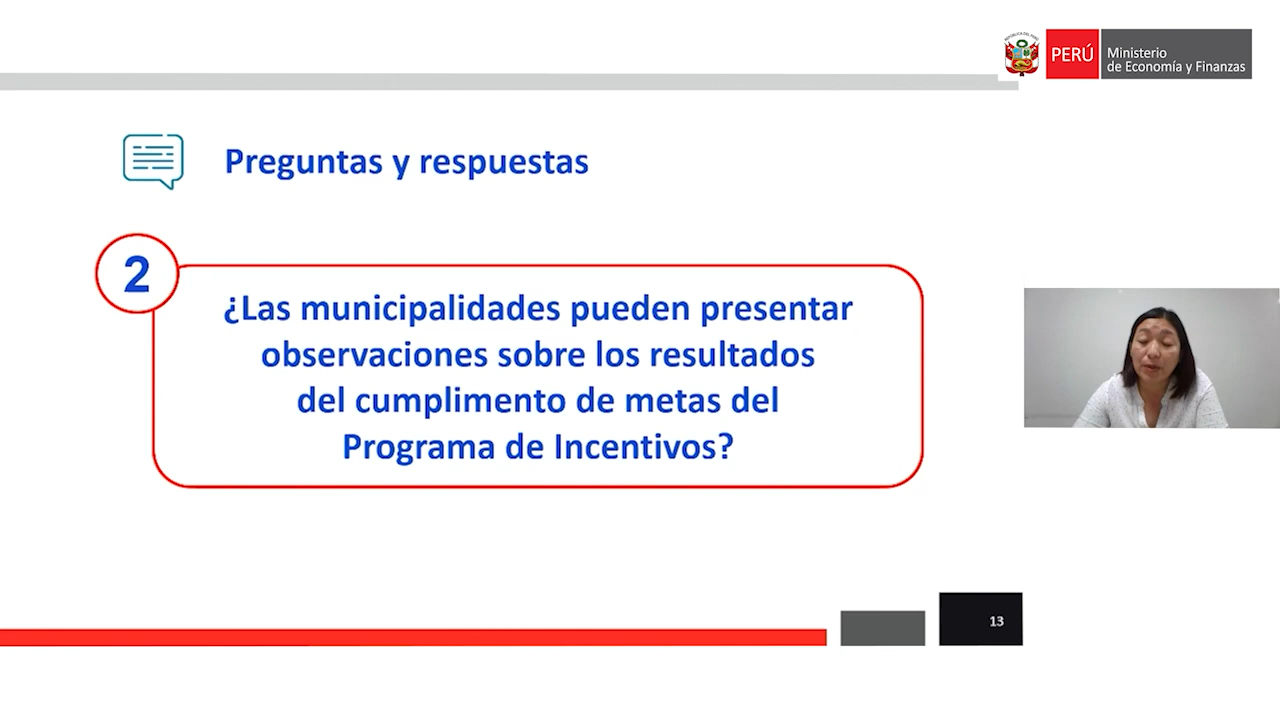 PERÚ
Ministerio
de Economía y Finanzas
Preguntas y respuestas
2
¿Las municipalidades pueden presentar
observaciones sobre los resultados
del cumplimento de metas del
Programa de Incentivos?
13